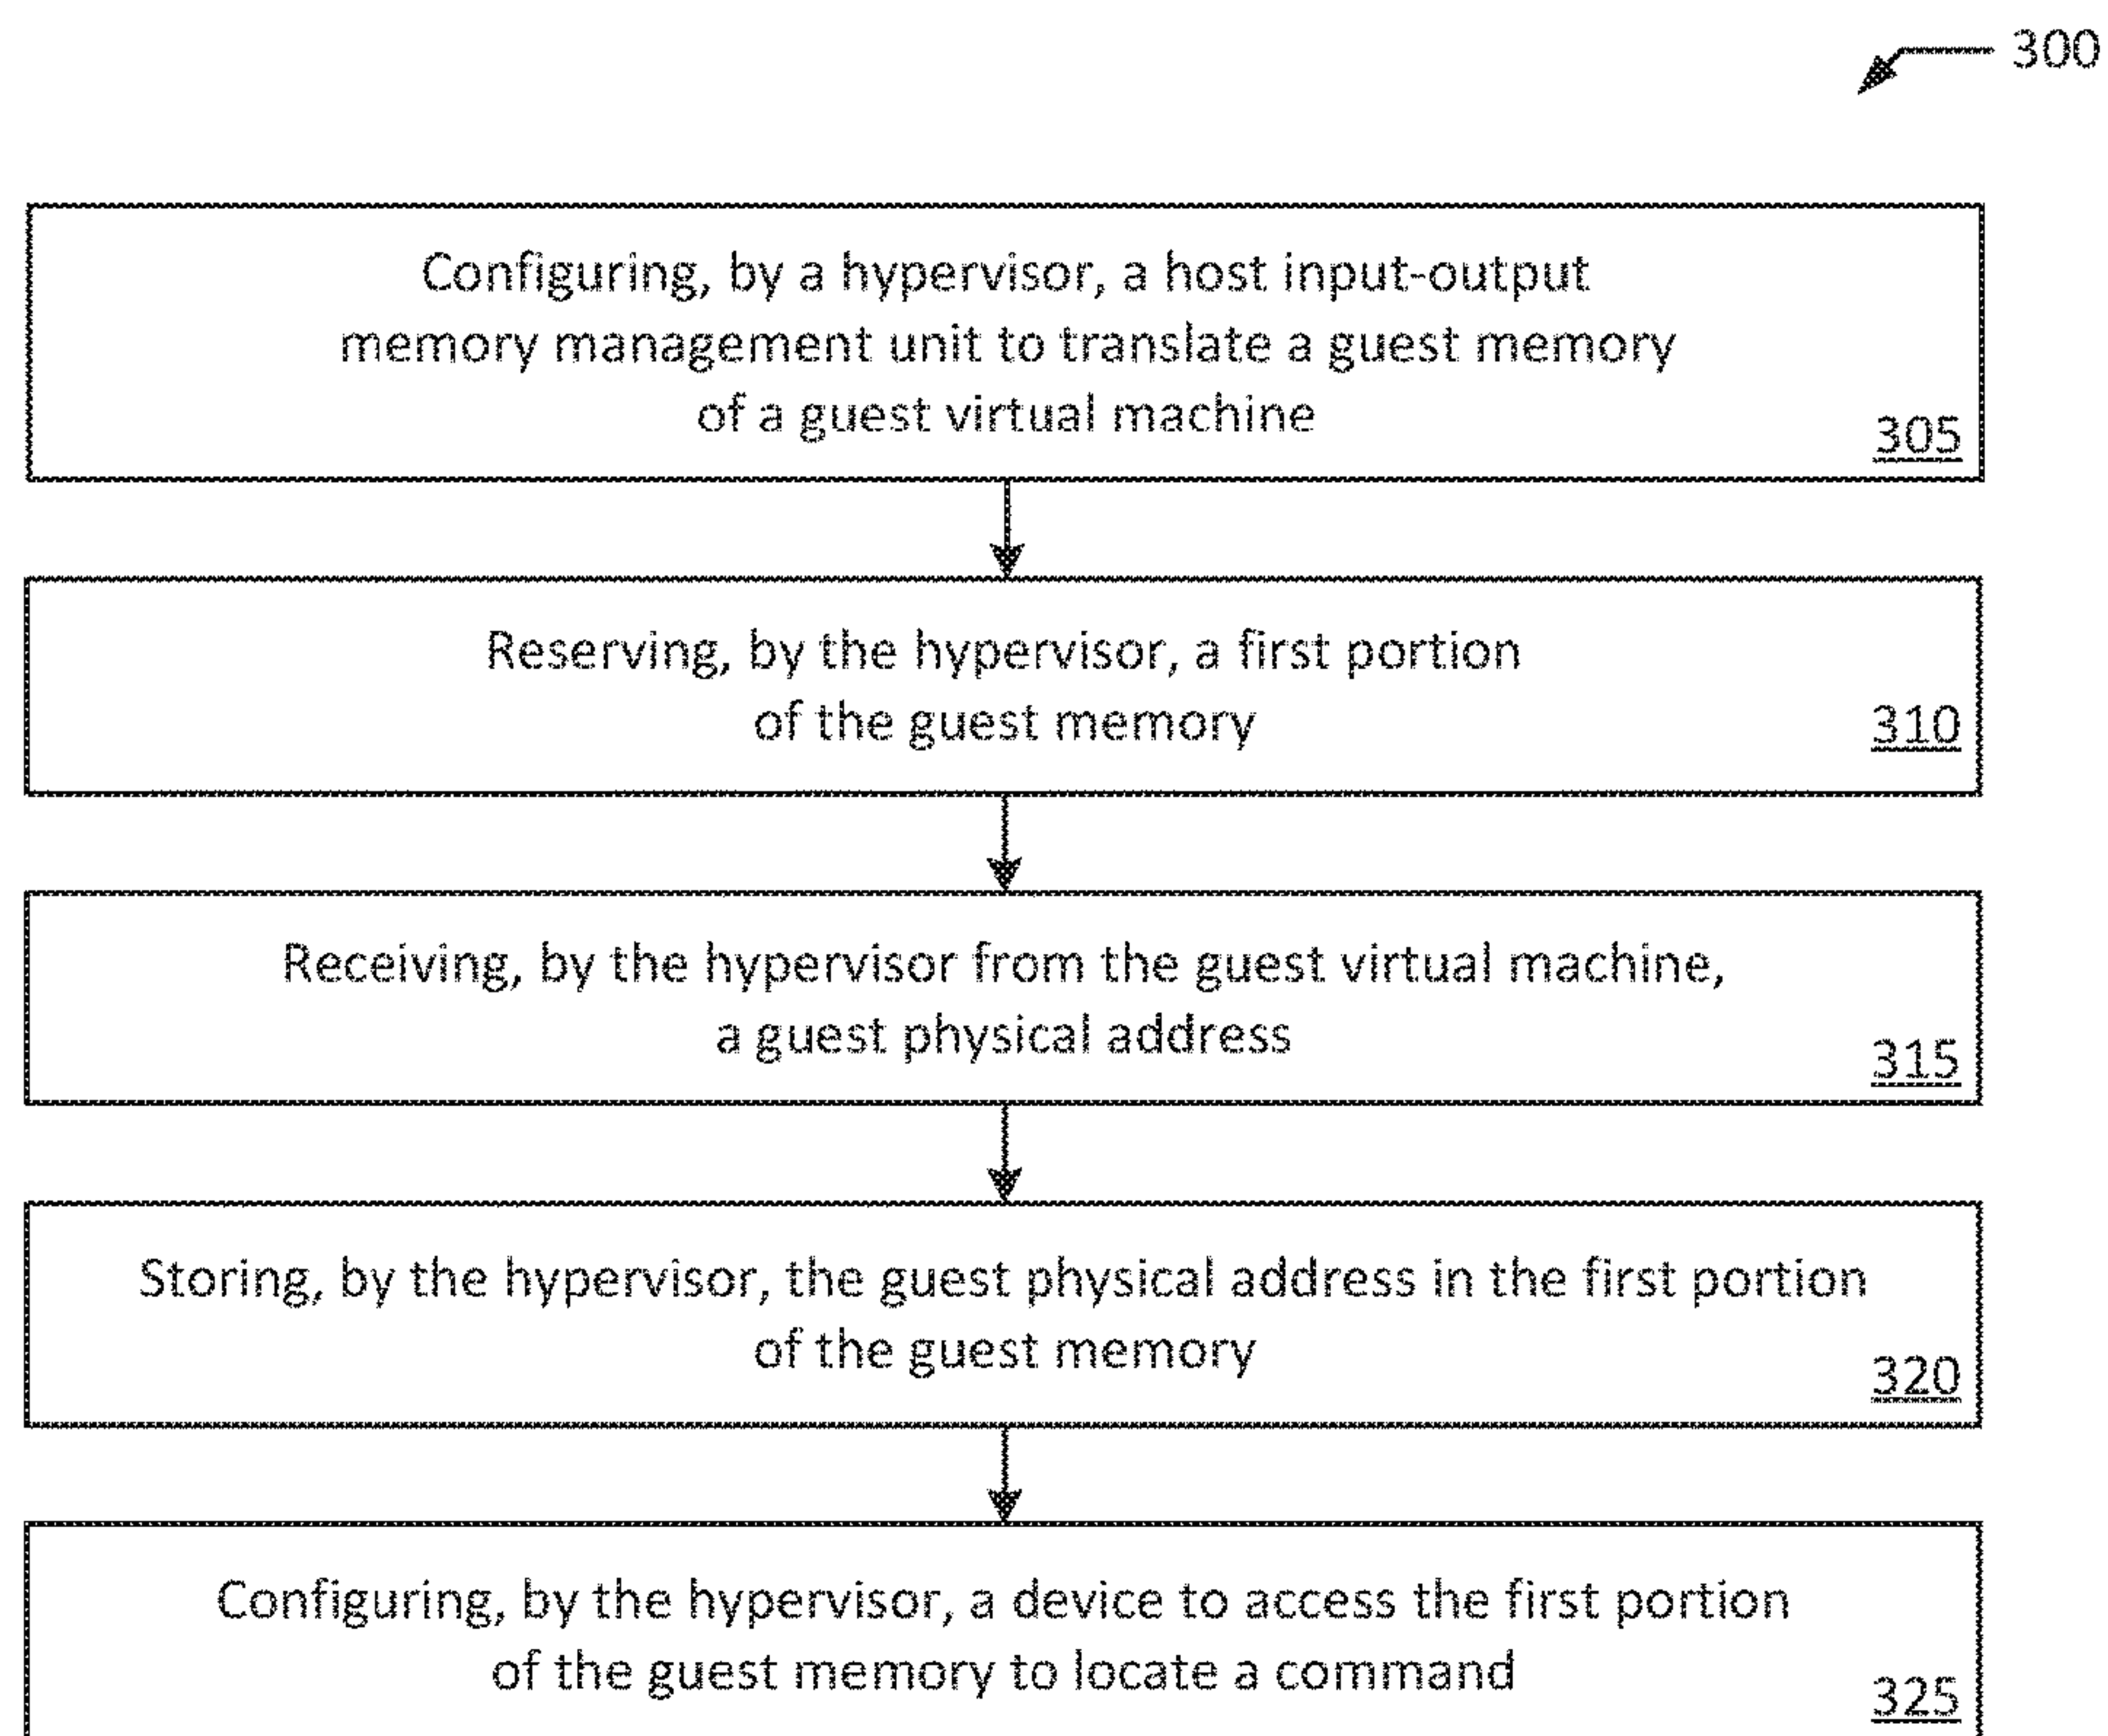 300
Configuring, by a hypervisor, a host input-output
memory management unit to translate a guest memory
of a guest virtual machine
305
Reserving, by the hypervisor, a first portion
of the guest memory
310
Receiving, by the hypervisor from the guest virtual machine,
a guest physical address
315
Storing, by the hypervisor, the guest physical address in the first portion
of the guest memory
320
Configuring, by the hypervisor, a device to access the first portion
of the guest memory to locate a command
325